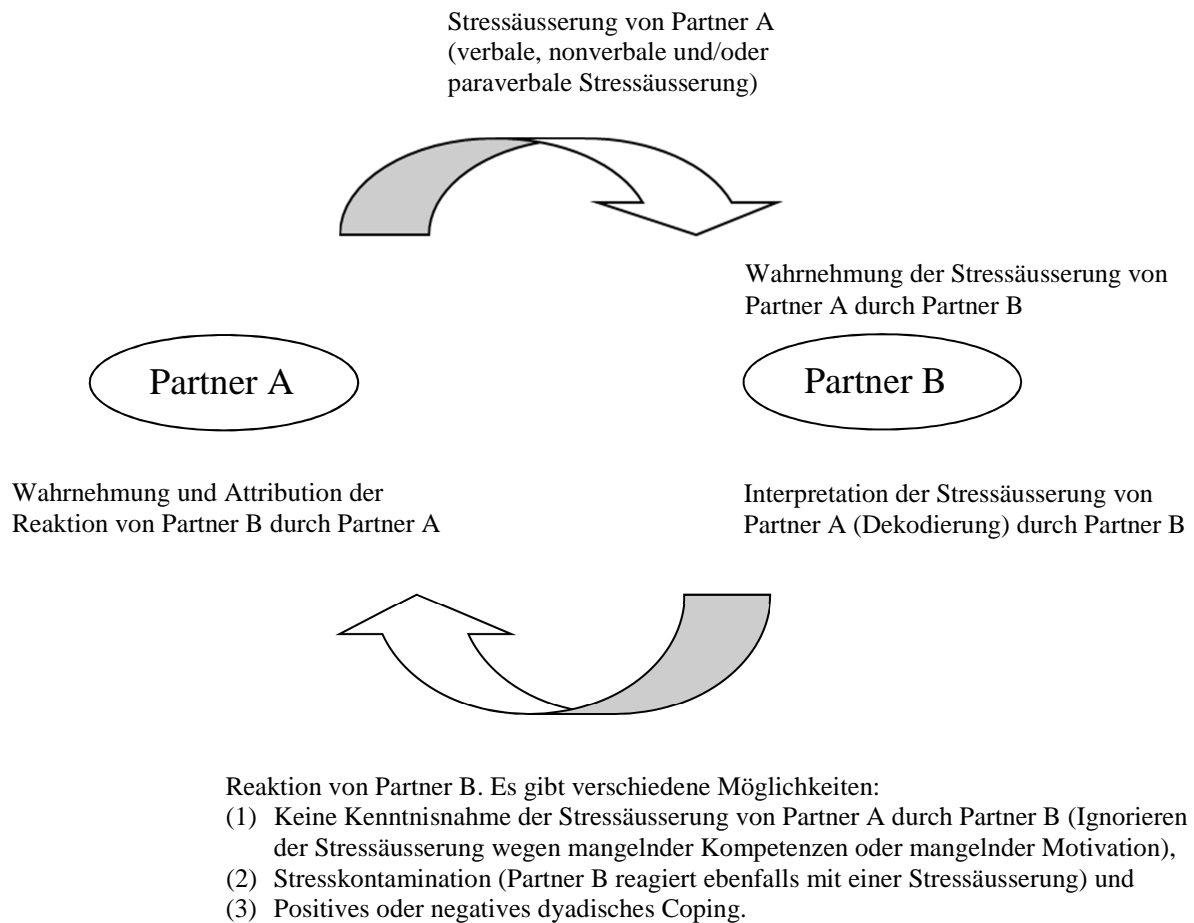 Stressäusserung von Partner A
(verbale, nonverbale und/oder
paraverbale Stressäusserung)
Wahrnehmung der Stressäusserung von
Partner A durch Partner B
Partner A
Partner B
Wahrnehmung und Attribution der
Reaktion von Partner B durch Partner A
Interpretation der Stressäusserung von
Partner A (Dekodierung) durch Partner B
Reaktion von Partner B. Es gibt verschiedene Möglichkeiten:
(1) Keine Kenntnisnahme der Stressäusserung von Partner A durch Partner B (Ignorieren
der Stressäusserung wegen mangelnder Kompetenzen oder mangelnder Motivation),
(2) Stresskontamination (Partner B reagiert ebenfalls mit einer Stressäusserung) und
(3) Positives oder negatives dyadisches Coping.